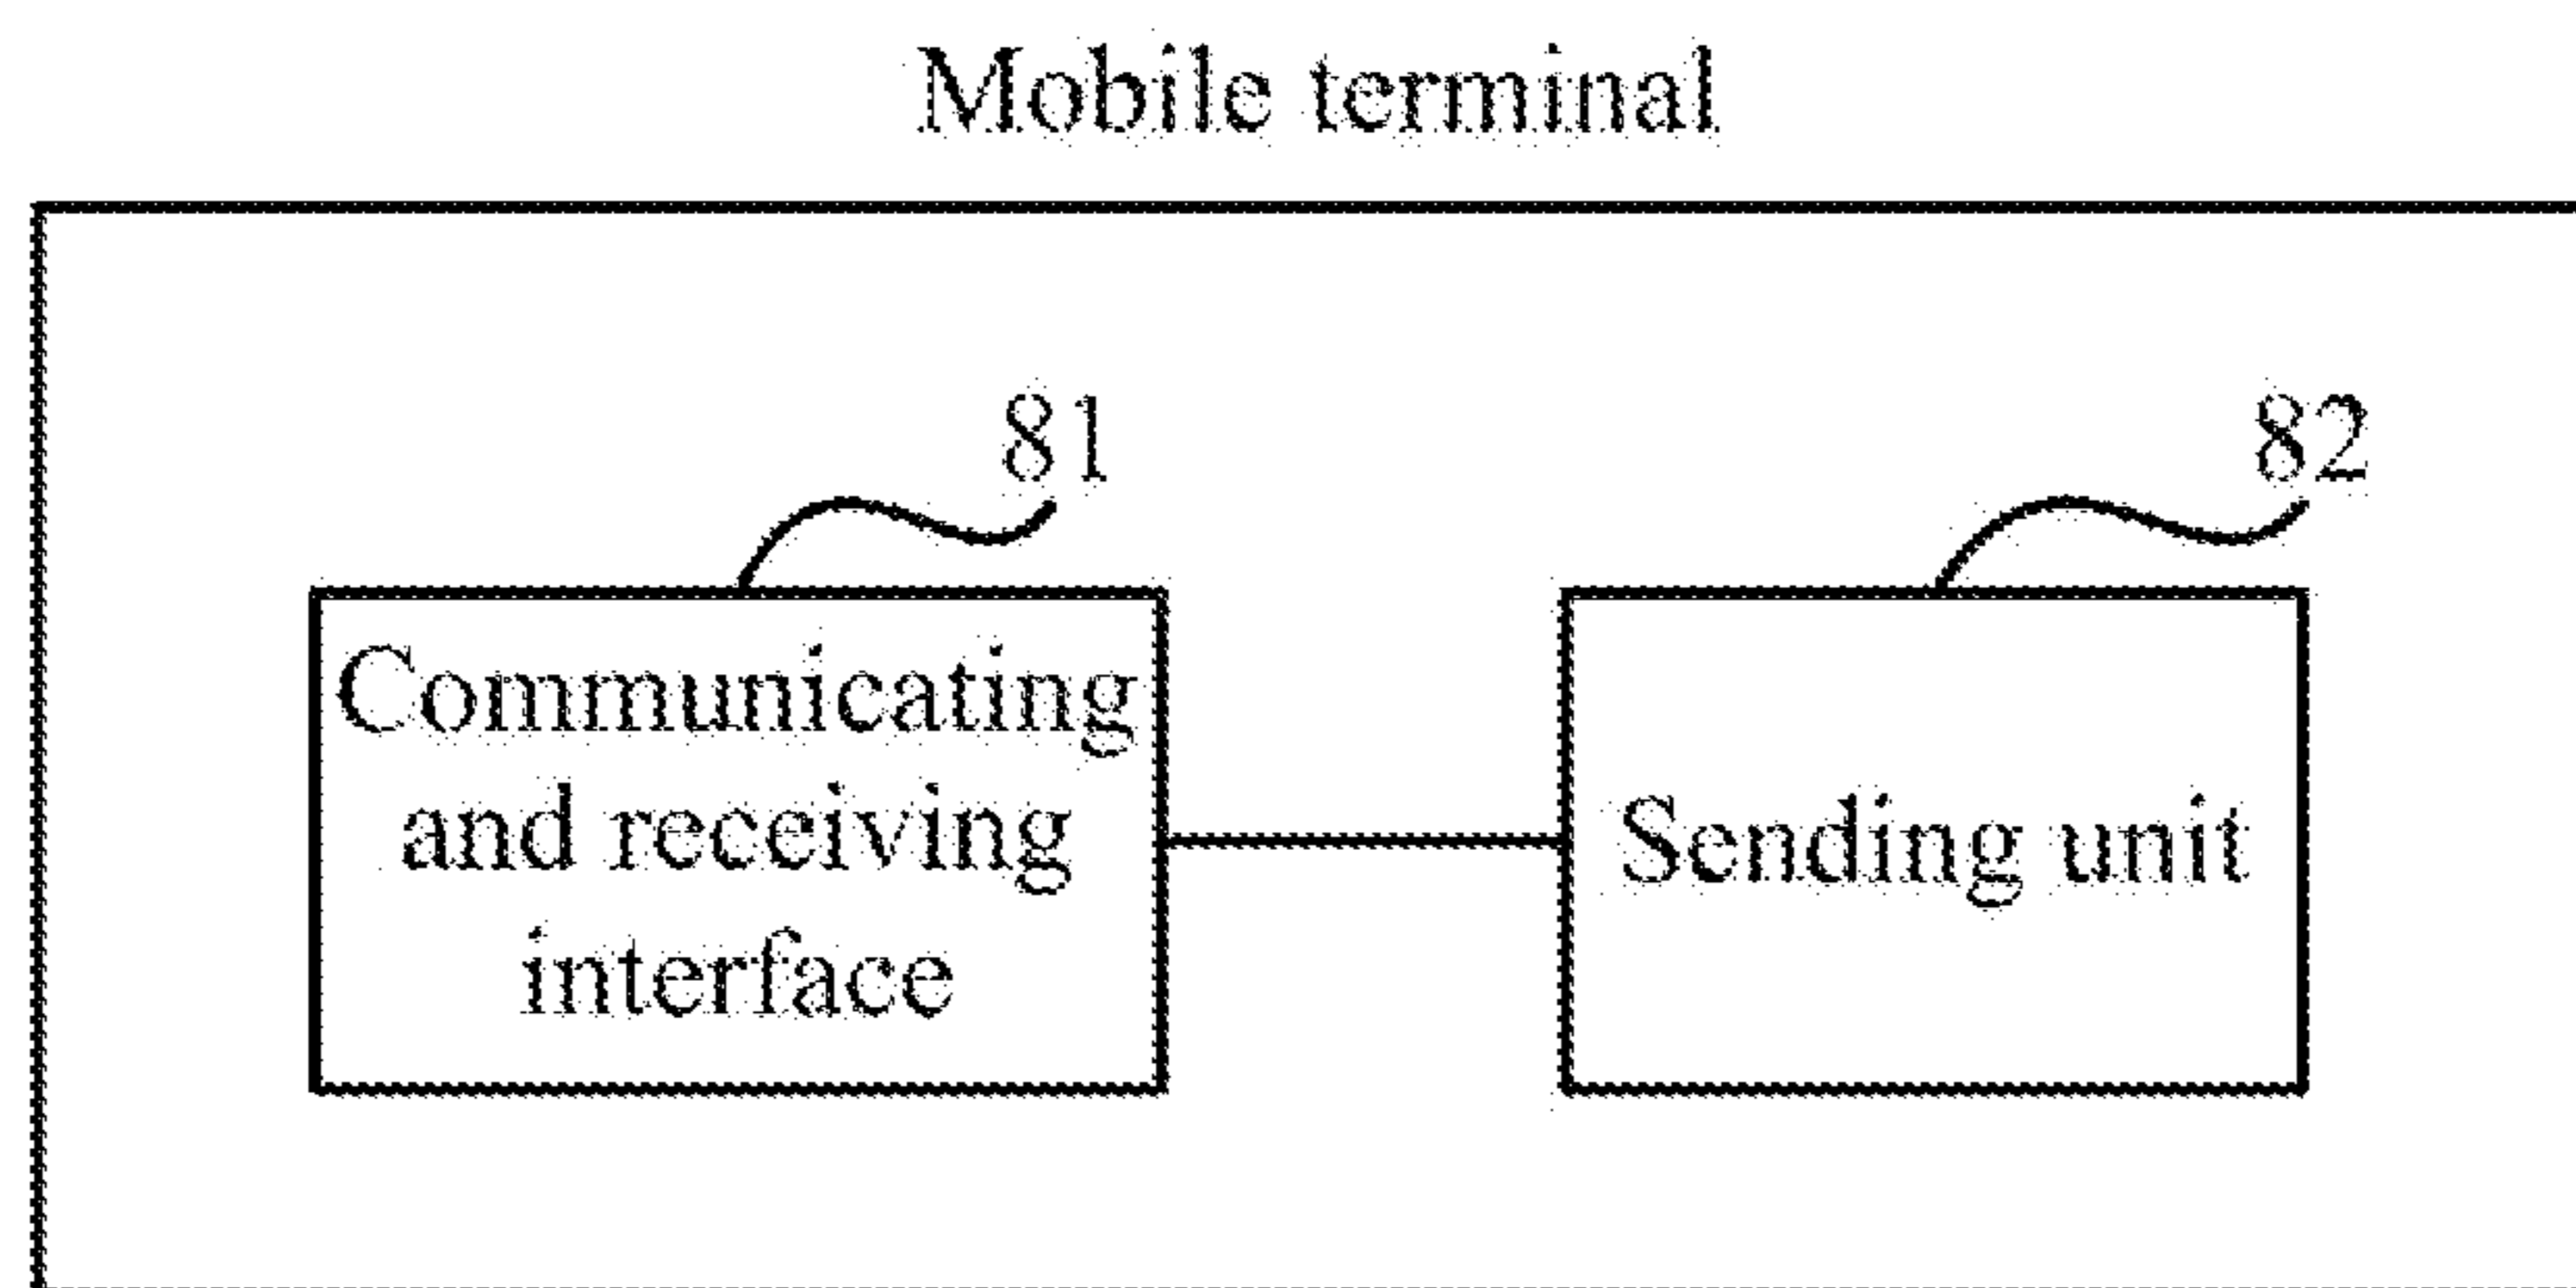 Mobile terminal
81
82
Communicating
and receiving
interface
Sending unit